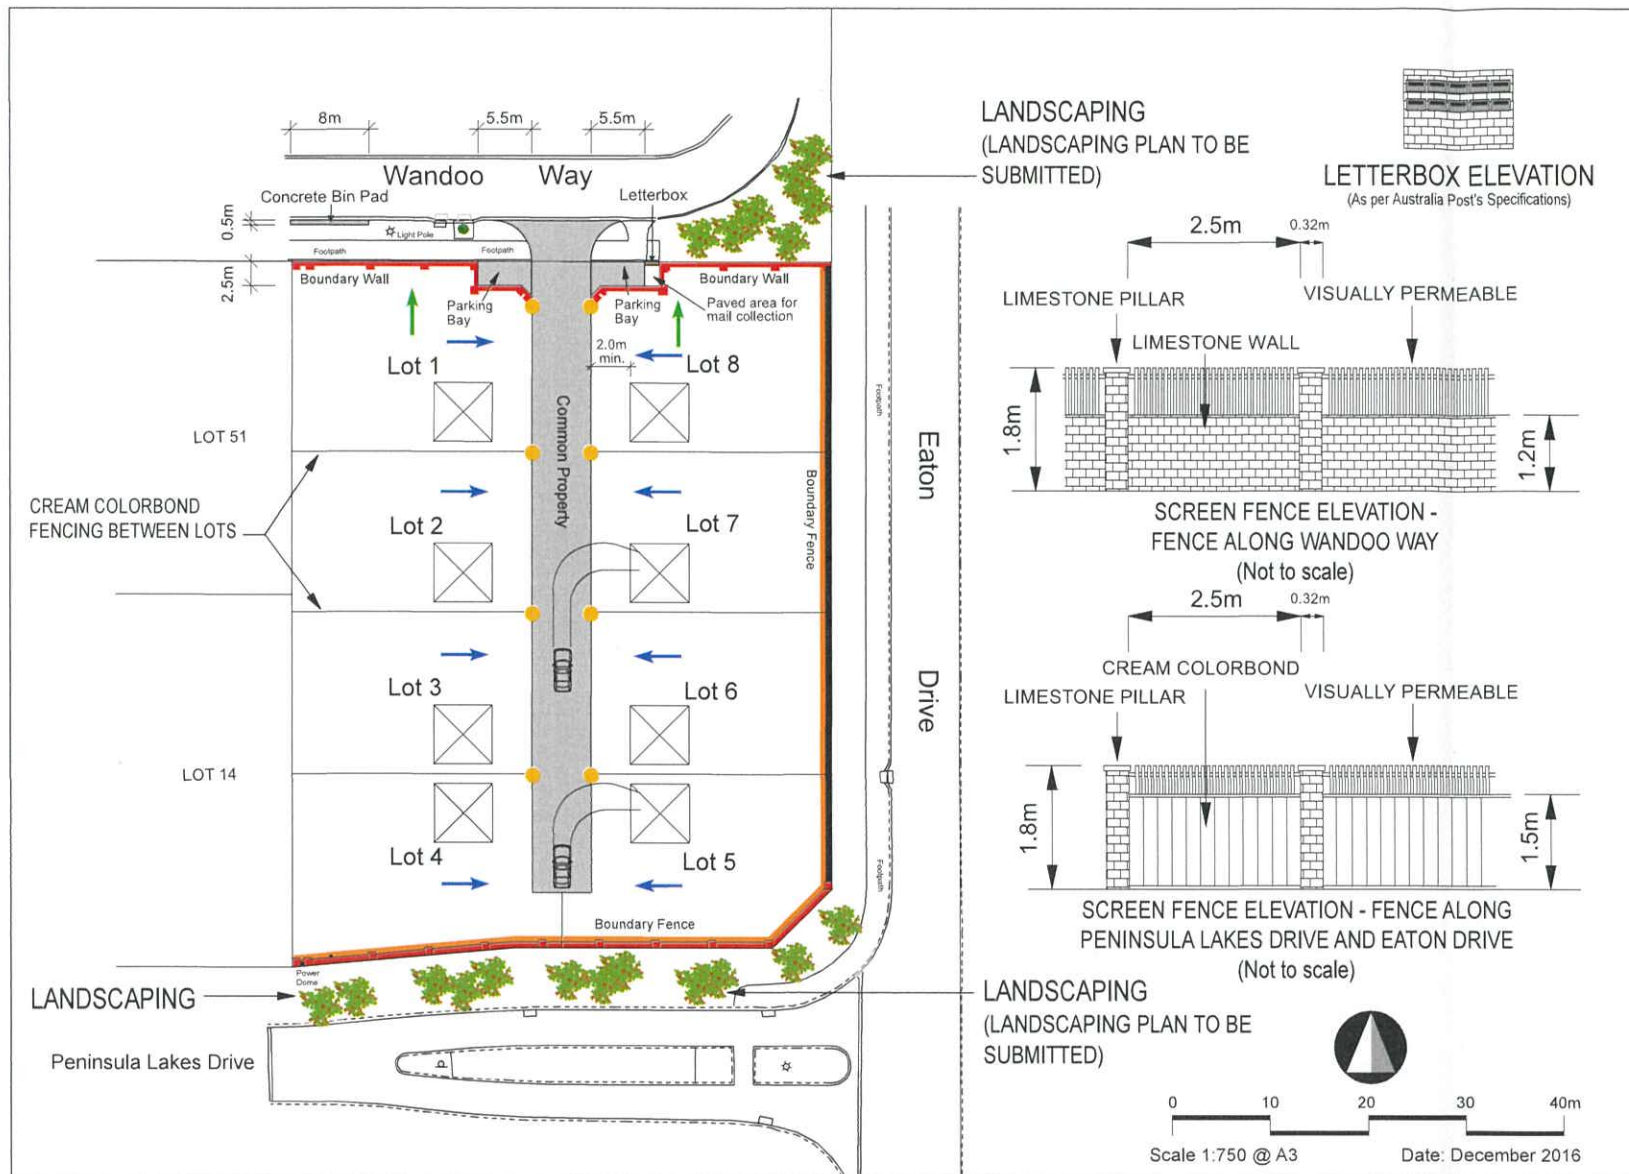 8m
5.5m
5.5m
Wandoo Way
Concrete Bin Pad
Letterbox
0.5m
Light Pole
Footpath
Footpath
2.5m
Boundary Wall
Boundary Wall
Parking
Bay
Parking
Bay
Paved area for
mail collection
2.0m
min.
Lot 1
Lot 8
Common Property
LOT 51
CREAM COLORBOND
FENCING BETWEEN LOTS
Lot 2
Lot 7
Boundary Fence
Lot 3
Lot 6
LOT 14
Lot 4
Lot 5
Boundary Fence
Power
Dome
LANDSCAPING
Peninsula Lakes Drive
Footpath
Footpath
Eaton Drive
LANDSCAPING
(LANDSCAPING PLAN TO BE
SUBMITTED)
LETTERBOX ELEVATION
(As per Australia Post's Specifications)
2.5m
0.32m
LIMESTONE PILLAR
VISUALLY PERMEABLE
LIMESTONE WALL
1.8m
1.2m
SCREEN FENCE ELEVATION -
FENCE ALONG WANDOO WAY
(Not to scale)
2.5m
0.32m
CREAM COLORBOND
LIMESTONE PILLAR
VISUALLY PERMEABLE
1.8m
1.5m
SCREEN FENCE ELEVATION - FENCE ALONG
PENINSULA LAKES DRIVE AND EATON DRIVE
(Not to scale)
LANDSCAPING
(LANDSCAPING PLAN TO BE
SUBMITTED)
0 10 20 30 40m
Scale 1:750 @ A3
Date: December 2016